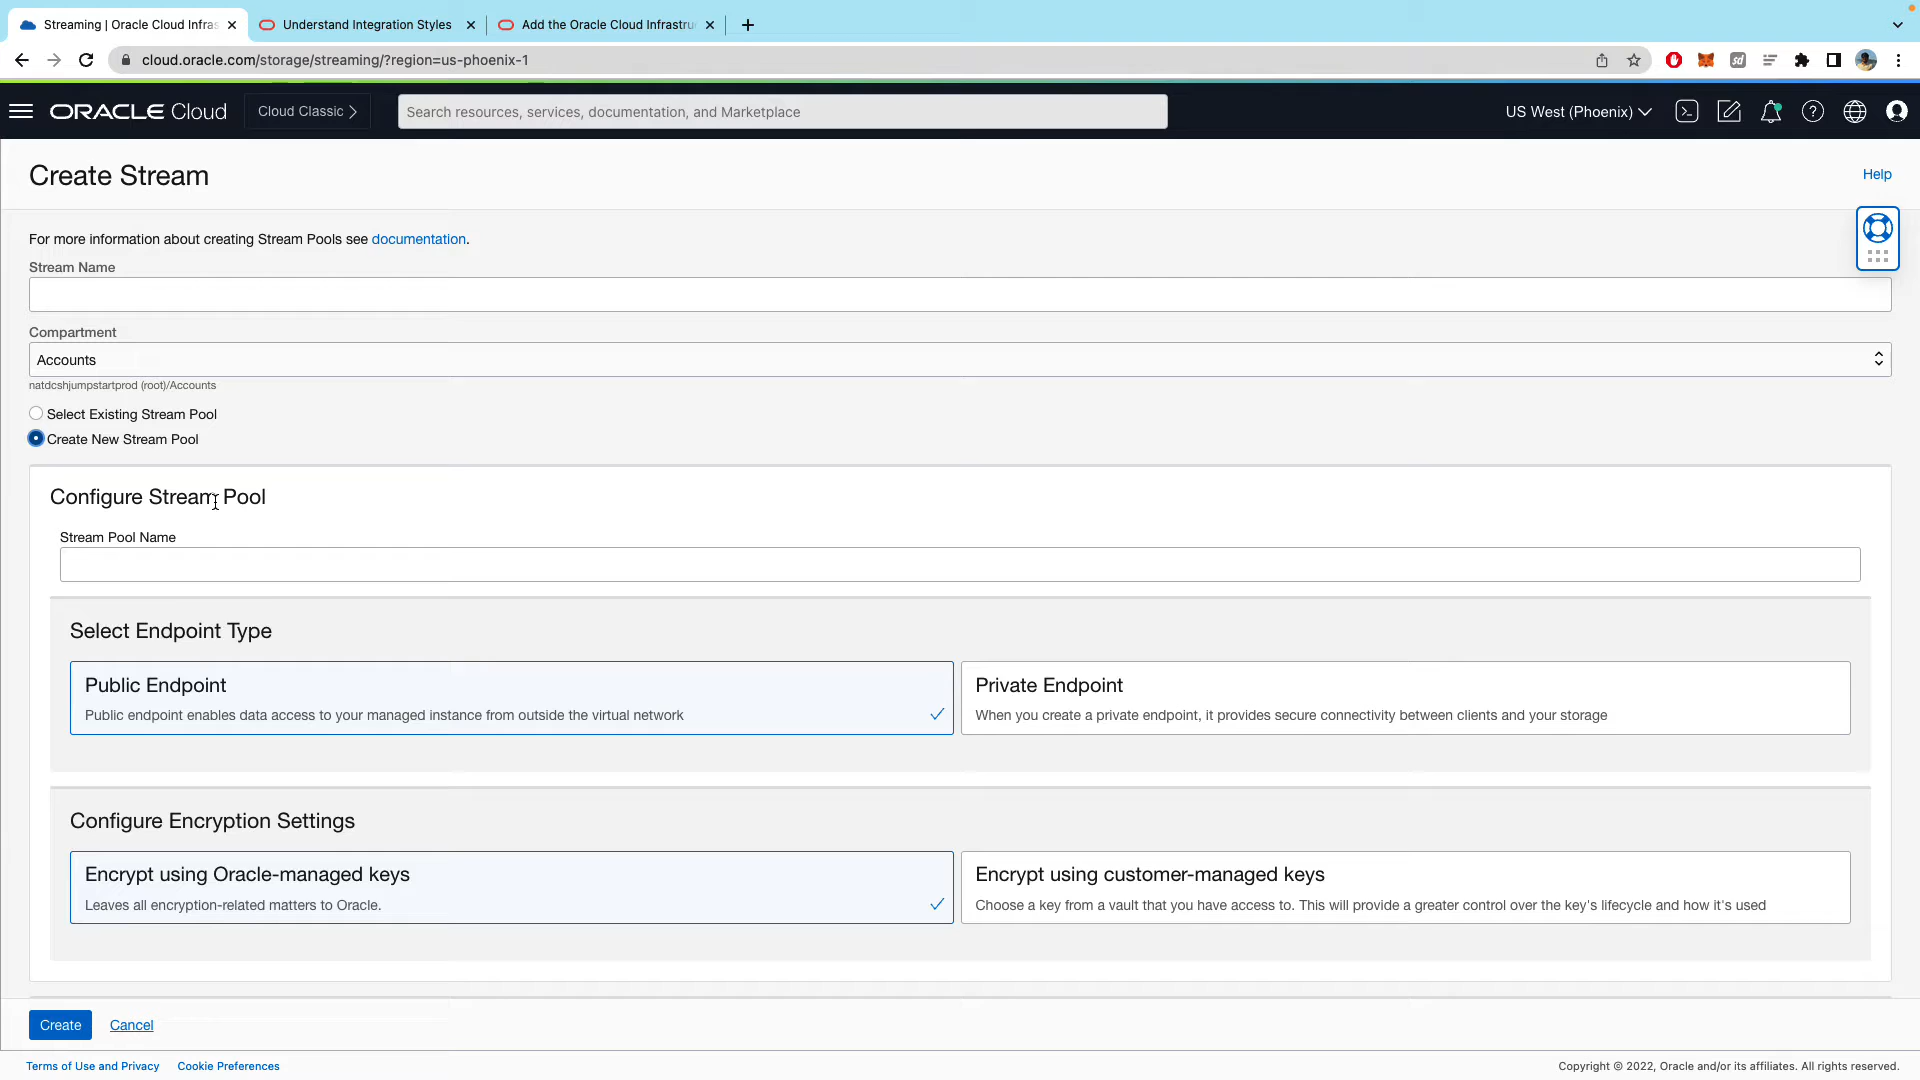 Streaming | Oracle Cloud Infras
Understand Integration Styles
Add the Oracle Cloud Infrastru
cloud.oracle.com/storage/streaming/?region=us-phoenix-1
ORACLE Cloud
Cloud Classic
Search resources, services, documentation, and Marketplace
US West (Phoenix)
Create Stream
Help
For more information about creating Stream Pools see documentation.
Stream Name
Compartment
Accounts
natdcshjumpstartprod (root)/Accounts
Select Existing Stream Pool
Create New Stream Pool
Configure Stream Pool
Stream Pool Name
Select Endpoint Type
Public Endpoint
Public endpoint enables data access to your managed instance from outside the virtual network
Private Endpoint
When you create a private endpoint, it provides secure connectivity between clients and your storage
Configure Encryption Settings
Encrypt using Oracle-managed keys
Leaves all encryption-related matters to Oracle.
Encrypt using customer-managed keys
Choose a key from a vault that you have access to. This will provide a greater control over the key's lifecycle and how it's used
Create
Cancel
Terms of Use and Privacy
Cookie Preferences
Copyright © 2022, Oracle and/or its affiliates. All rights reserved.